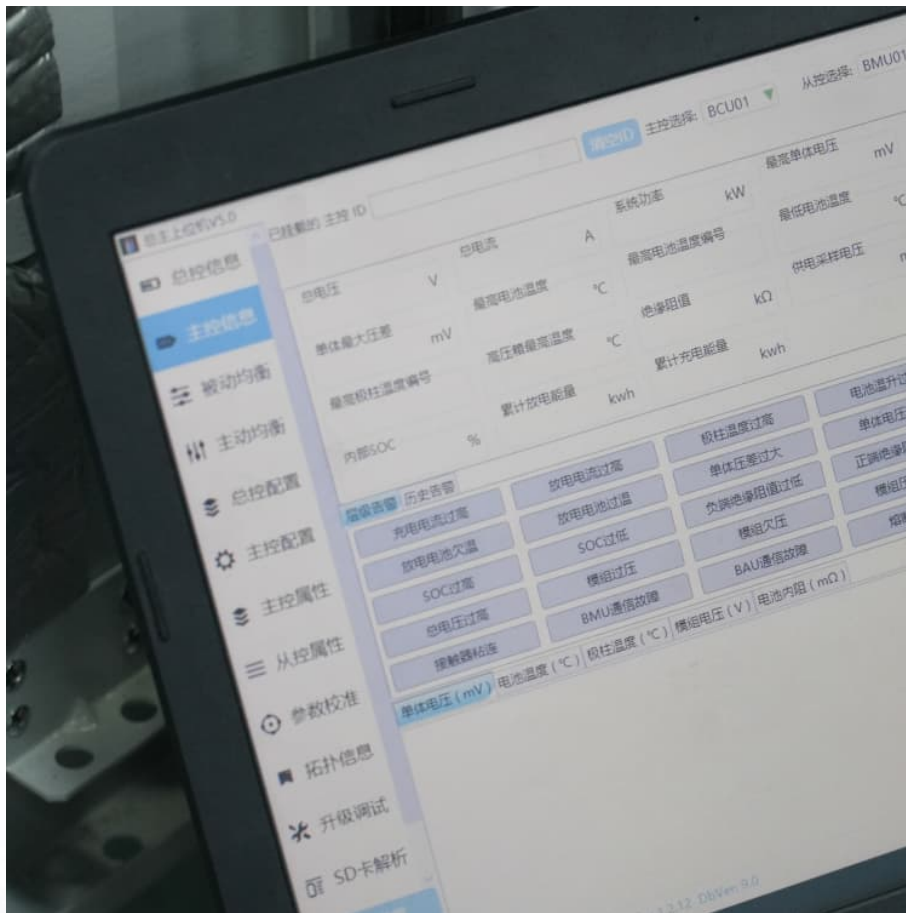 总主上位机V5.0
已挂载的 主控 ID
清空ID
主控选择: BCU01
从控选择: BMU01
总控信息
主控信息
被动均衡
主动均衡
总控配置
主控配置
主控属性
从控属性
参数校准
拓扑信息
升级调试
SD卡解析
总电压 V
总电流 A
系统功率 kW
最高单体电压 mV
单体最大压差 mV
最高电池温度 ℃
最高电池温度编号
最低电池温度 ℃
最高极柱温度编号
高压箱最高温度 ℃
绝缘阻值 kΩ
供电采样电压
内部SOC %
累计放电能量 kwh
累计充电能量 kwh
层级告警 历史告警
充电电流过高
放电电流过高
极柱温度过高
电池温升过
放电电池欠温
放电电池过温
单体压差过大
单体电压
SOC过高
SOC过低
负端绝缘阻值过低
正端绝缘阻
总电压过高
模组过压
模组欠压
模组压
接触器粘连
BMU通信故障
BAU通信故障
单体电压(mV) 电池温度(℃) 极柱温度(℃) 模组电压(V) 电池内阻(mΩ)
2.12 DbVer: 9.0